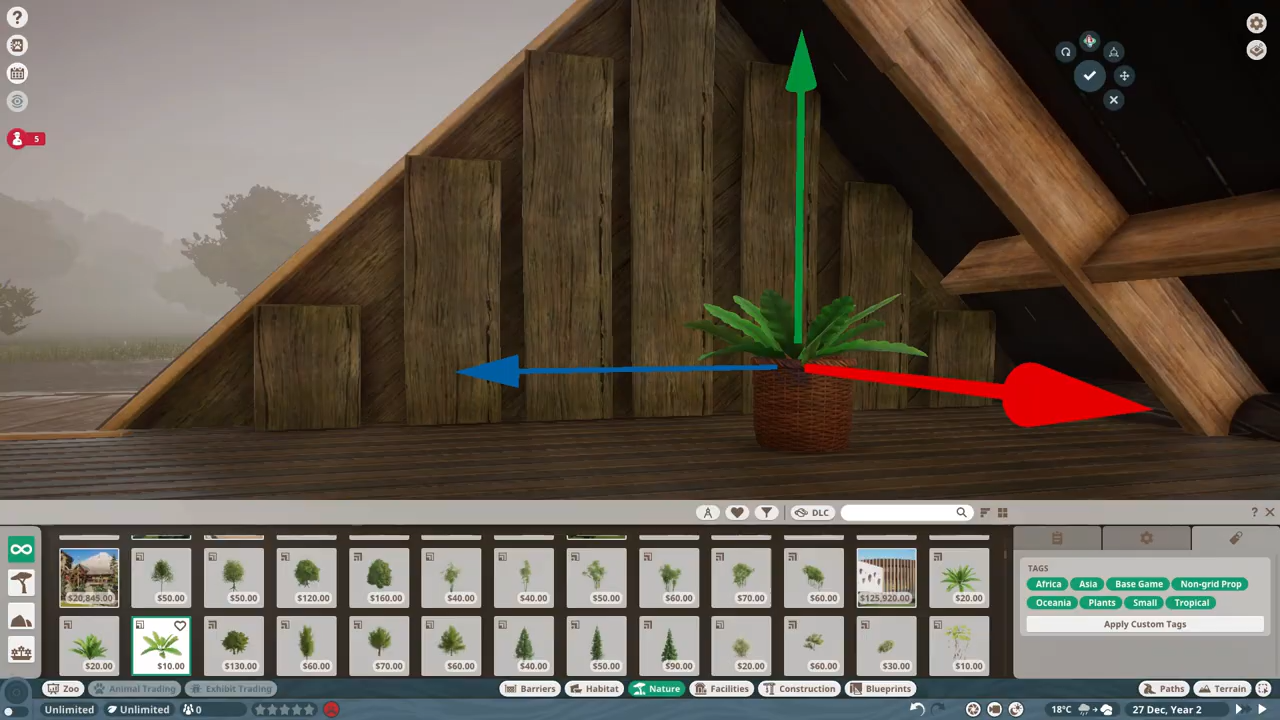 ?
5
DLC
? ×
$20,845.00 $50.00 $50.00 $120.00 $160.00 $40.00 $40.00 $50.00 $60.00 $70.00 $60.00 $125,920.00 $20.00
$20.00 $10.00 $130.00 $60.00 $70.00 $60.00 $40.00 $50.00 $90.00 $20.00 $60.00 $30.00 $10.00
TAGS
Africa Asia Base Game Non-grid Prop
Oceania Plants Small Tropical
Apply Custom Tags
Zoo Animal Trading Exhibit Trading Barriers Habitat Nature Facilities Construction Blueprints Paths Terrain
Unlimited Unlimited 0 18°C 27 Dec, Year 2